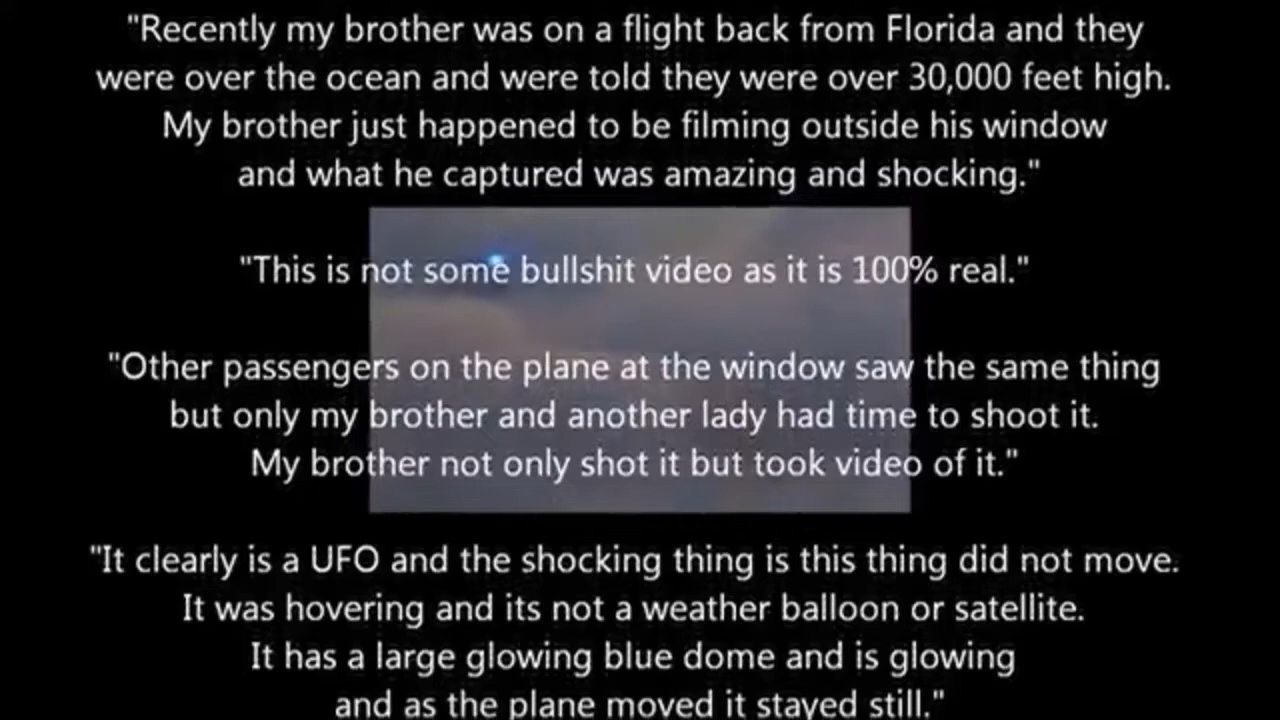 "Recently my brother was on a flight back from Florida and they
were over the ocean and were told they were over 30,000 feet high.
My brother just happened to be filming outside his window
and what he captured was amazing and shocking."
"This is not some bullshit video as it is 100% real."
"Other passengers on the plane at the window saw the same thing
but only my brother and another lady had time to shoot it.
My brother not only shot it but took video of it."
"It clearly is a UFO and the shocking thing is this thing did not move.
It was hovering and its not a weather balloon or satellite.
It has a large glowing blue dome and is glowing
and as the plane moved it stayed still."